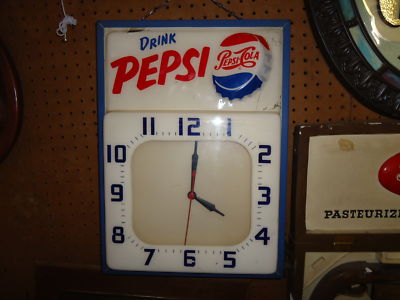 DRINK
PEPSI
PEPSI-COLA
11 12 1
10 2
9 3
8 4
7 6 5
PASTEURIZ